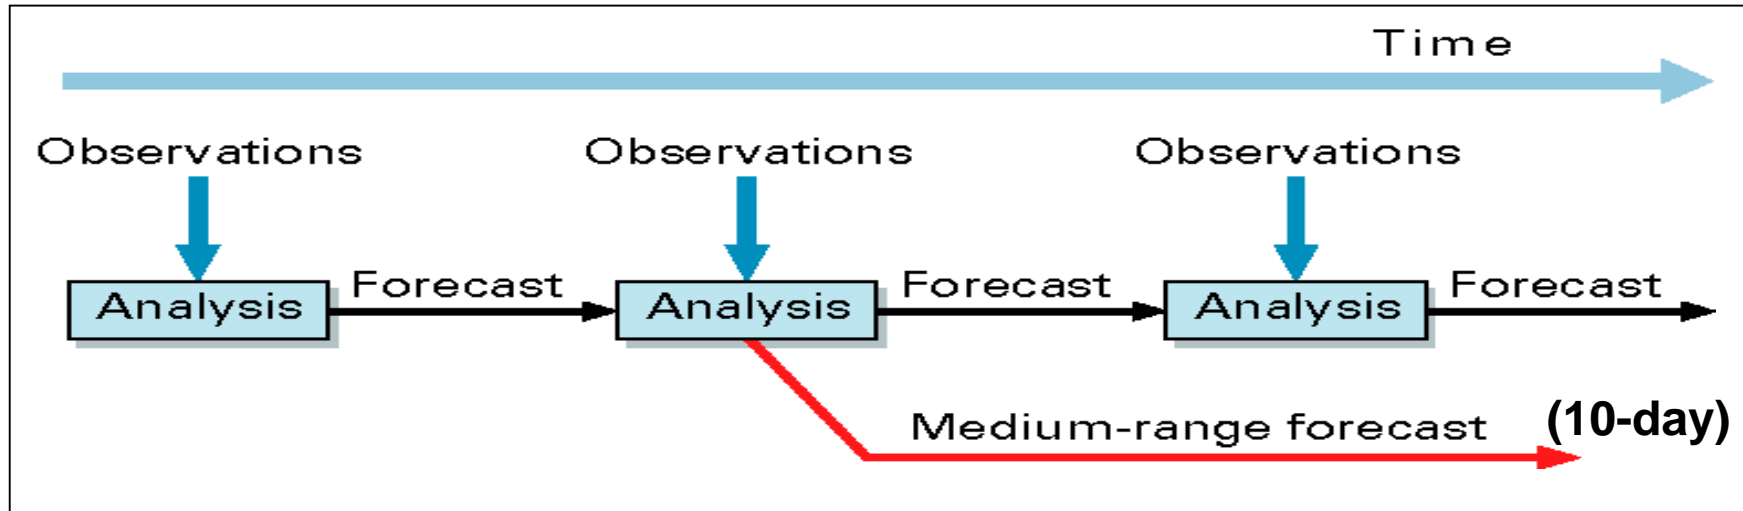 Time
Observations Observations Observations
Analysis Forecast Analysis Forecast Analysis Forecast
Medium-range forecast (10-day)